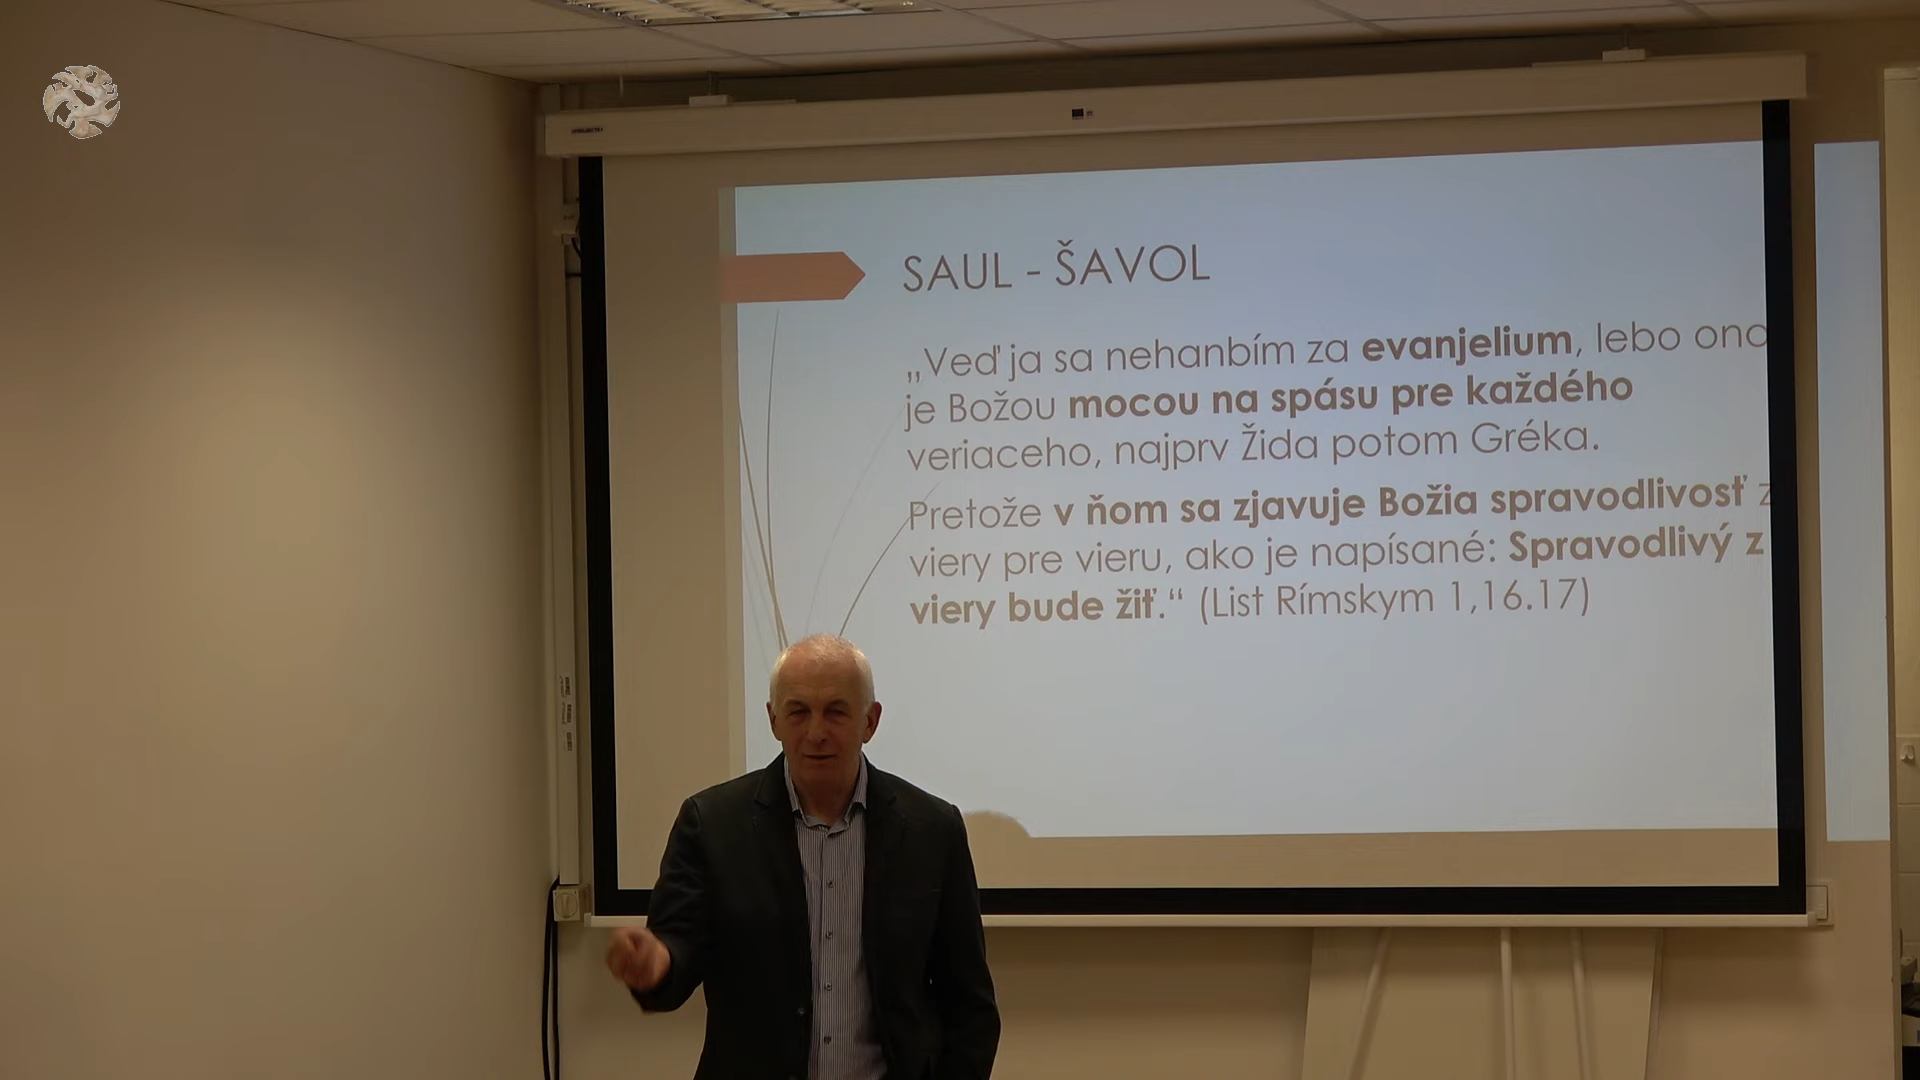 SAUL - ŠAVOL
„Veď ja sa nehanbím za evanjelium, lebo ono
je Božou mocou na spásu pre každého
veriaceho, najprv Žida potom Gréka.
Pretože v ňom sa zjavuje Božia spravodlivosť z
viery pre vieru, ako je napísané: Spravodlivý z
viery bude žiť.“ (List Rímskym 1,16.17)